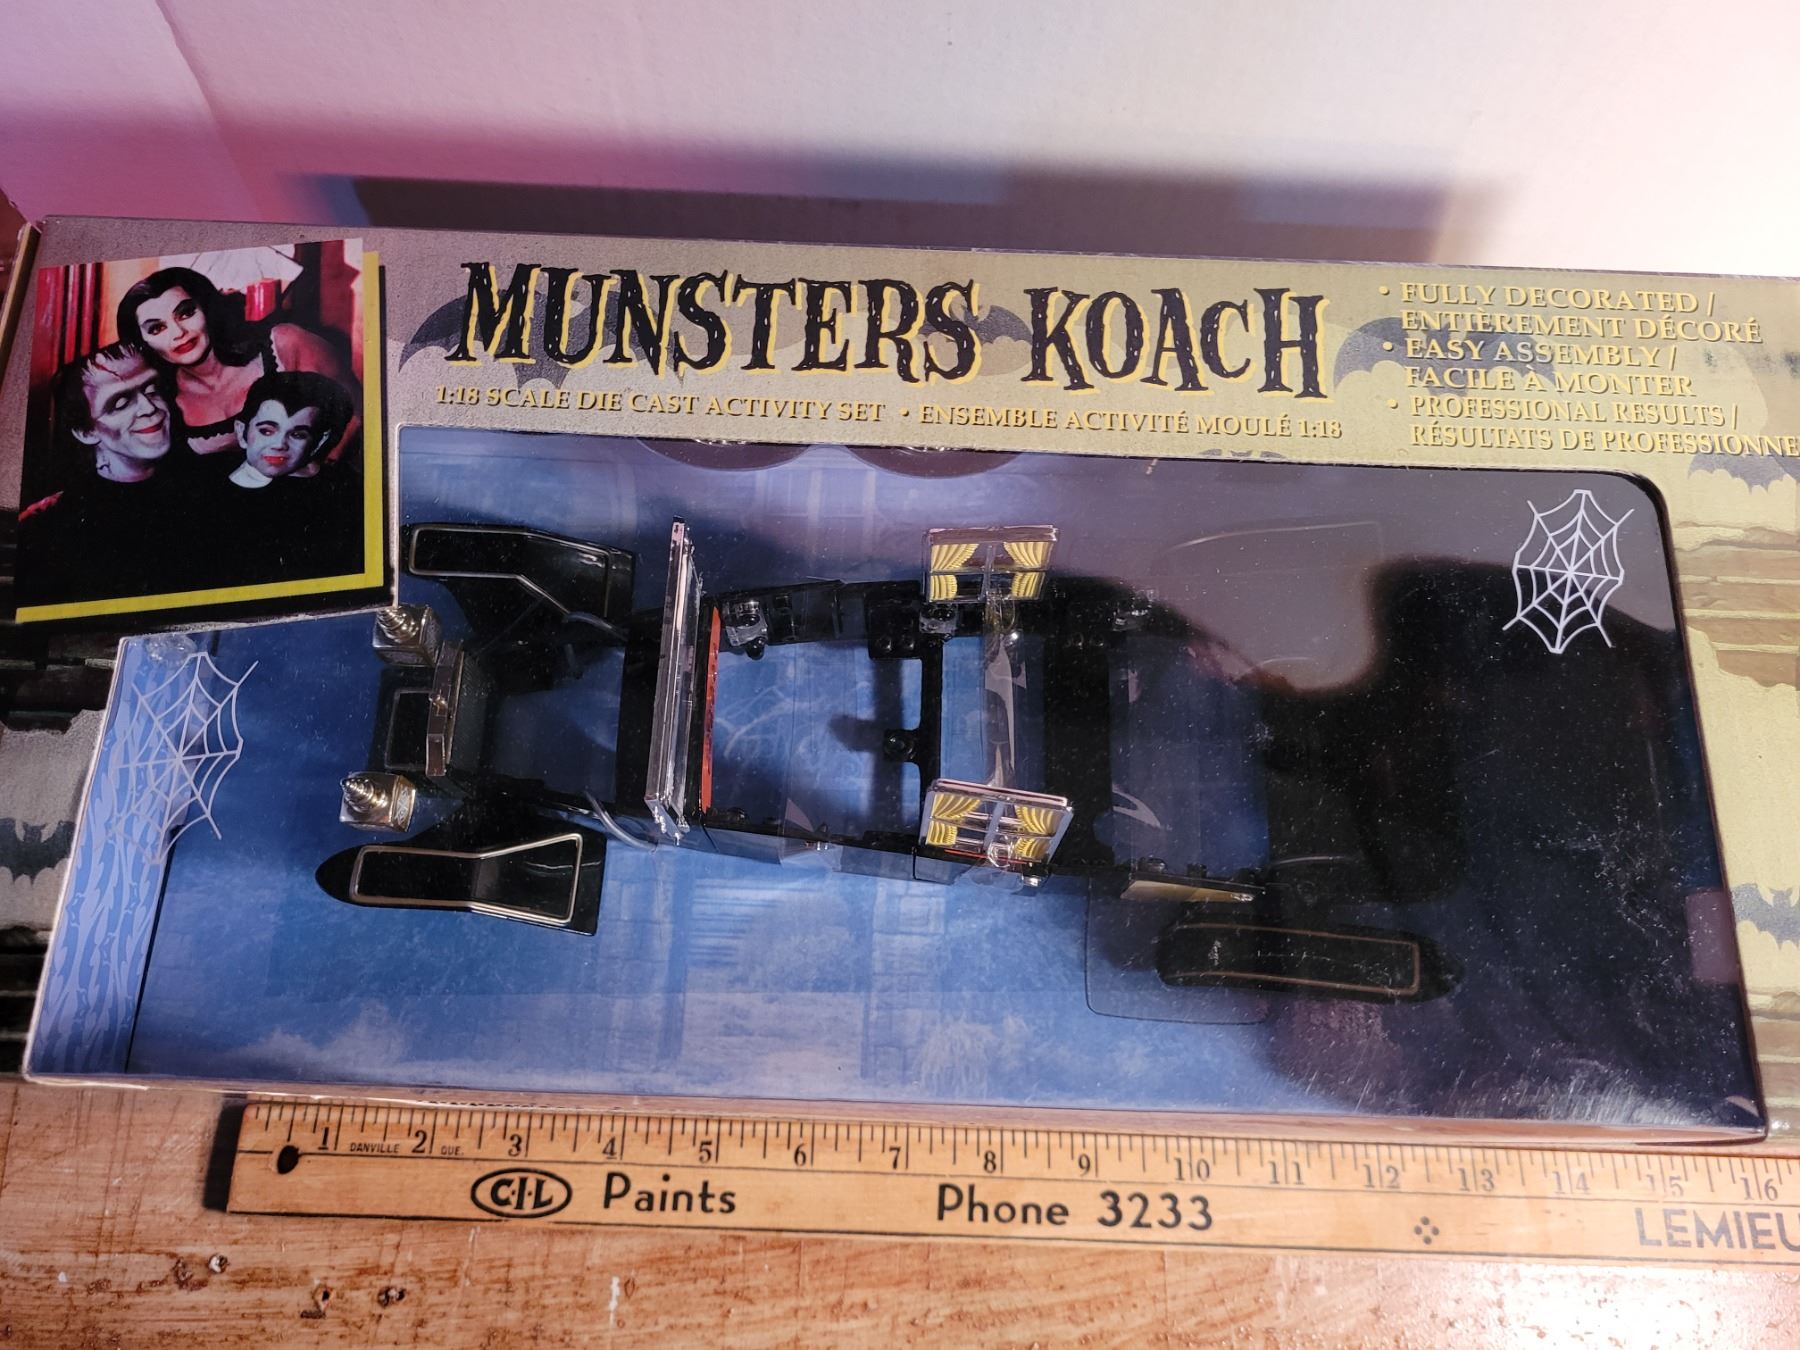 MUNSTERS KOACH
1:18 SCALE DIE CAST ACTIVITY SET • ENSEMBLE ACTIVITÉ MOULÉ 1:18
• FULLY DECORATED /
ENTIÈREMENT DÉCORÉ
• EASY ASSEMBLY /
FACILE À MONTER
• PROFESSIONAL RESULTS /
RÉSULTATS DE PROFESSIONNE
1 DANVILLE 2 QUE. 3 4 5 6 7 8 9 10 11 12 13 14 15 16
C·I·L Paints Phone 3233 LEMIEU